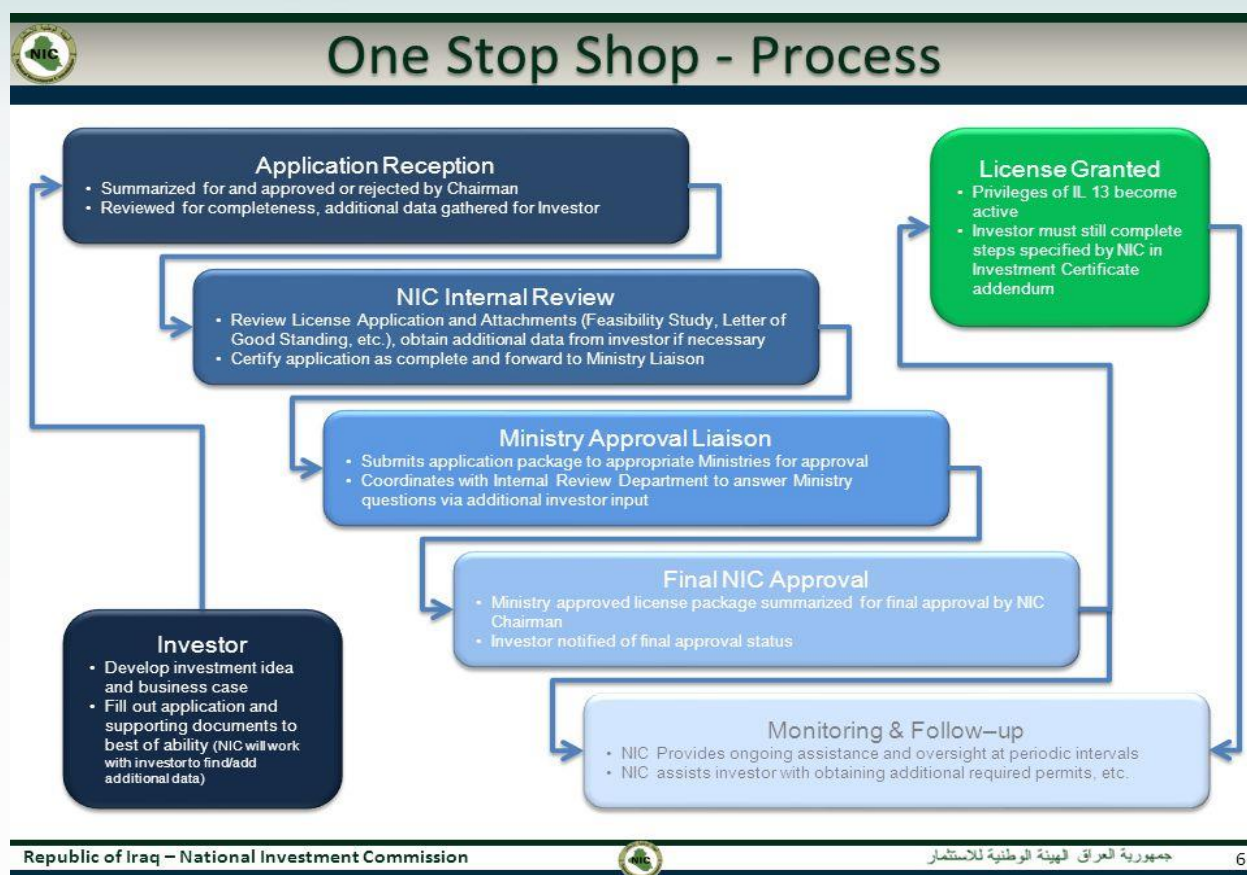 NIC
One Stop Shop - Process
Application Reception
• Summarized for and approved or rejected by Chairman
• Reviewed for completeness, additional data gathered for Investor
License Granted
• Privileges of IL 13 become
active
• Investor must still complete
steps specified by NIC in
Investment Certificate
addendum
NIC Internal Review
• Review License Application and Attachments (Feasibility Study, Letter of
Good Standing, etc.), obtain additional data from investor if necessary
• Certify application as complete and forward to Ministry Liaison
Ministry Approval Liaison
• Submits application package to appropriate Ministries for approval
• Coordinates with Internal Review Department to answer Ministry
questions via additional investor input
Final NIC Approval
• Ministry approved license package summarized for final approval by NIC
Chairman
• Investor notified of final approval status
Investor
• Develop investment idea
and business case
• Fill out application and
supporting documents to
best of ability (NIC will work
with investor to find/add
additional data)
Monitoring & Follow–up
• NIC Provides ongoing assistance and oversight at periodic intervals
• NIC assists investor with obtaining additional required permits, etc.
Republic of Iraq – National Investment Commission
NIC
جمهورية العراق الهيئة الوطنية للاستثمار
6